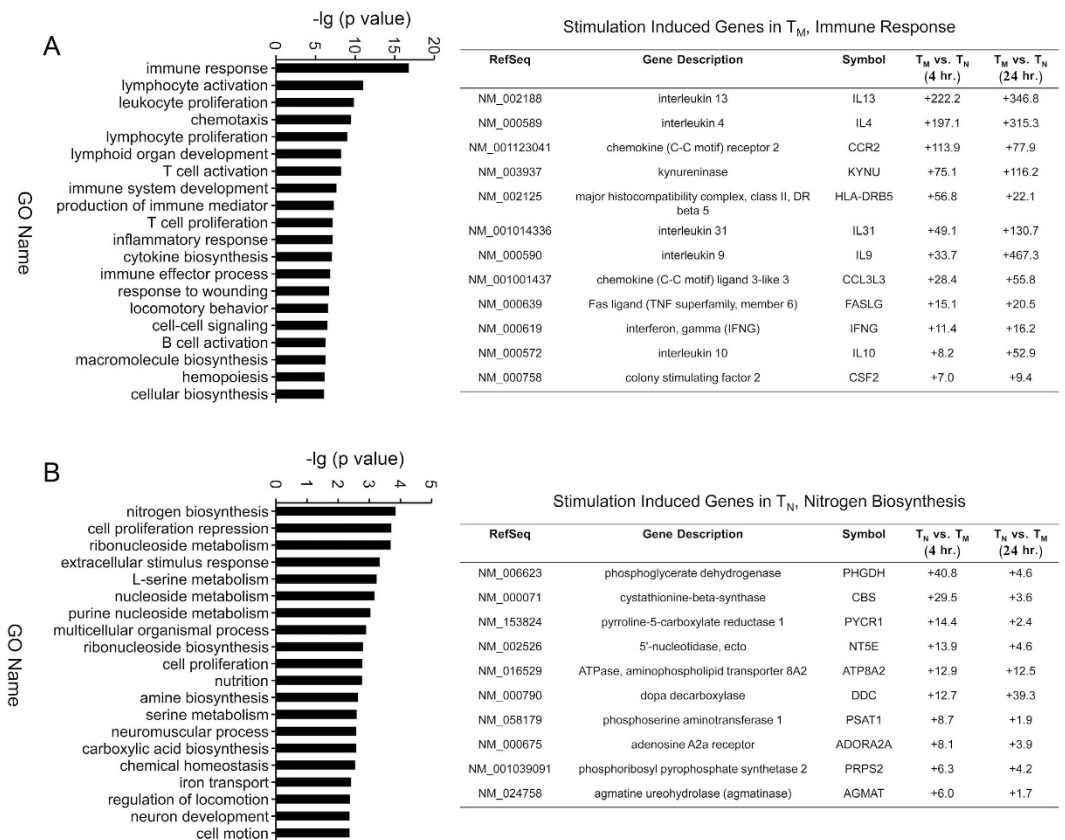 A
-lg (p value)
0 5 10 15 20
GO Name
immune response
lymphocyte activation
leukocyte proliferation
chemotaxis
lymphocyte proliferation
lymphoid organ development
T cell activation
immune system development
production of immune mediator
T cell proliferation
inflammatory response
cytokine biosynthesis
immune effector process
response to wounding
locomotory behavior
cell-cell signaling
B cell activation
macromolecule biosynthesis
hemopoiesis
cellular biosynthesis
Stimulation Induced Genes in TM, Immune Response
RefSeq Gene Description Symbol TM vs. TN (4 hr.) TM vs. TN (24 hr.)
NM_002188 interleukin 13 IL13 +222.2 +346.8
NM_000589 interleukin 4 IL4 +197.1 +315.3
NM_001123041 chemokine (C-C motif) receptor 2 CCR2 +113.9 +77.9
NM_003937 kynureninase KYNU +75.1 +116.2
NM_002125 major histocompatibility complex, class II, DR beta 5 HLA-DRB5 +56.8 +22.1
NM_001014336 interleukin 31 IL31 +49.1 +130.7
NM_000590 interleukin 9 IL9 +33.7 +467.3
NM_001001437 chemokine (C-C motif) ligand 3-like 3 CCL3L3 +28.4 +55.8
NM_000639 Fas ligand (TNF superfamily, member 6) FASLG +15.1 +20.5
NM_000619 interferon, gamma (IFNG) IFNG +11.4 +16.2
NM_000572 interleukin 10 IL10 +8.2 +52.9
NM_000758 colony stimulating factor 2 CSF2 +7.0 +9.4
B
-lg (p value)
0 1 2 3 4 5
GO Name
nitrogen biosynthesis
cell proliferation repression
ribonucleoside metabolism
extracellular stimulus response
L-serine metabolism
nucleoside metabolism
purine nucleoside metabolism
multicellular organismal process
ribonucleoside biosynthesis
cell proliferation
nutrition
amine biosynthesis
serine metabolism
neuromuscular process
carboxylic acid biosynthesis
chemical homeostasis
iron transport
regulation of locomotion
neuron development
cell motion
Stimulation Induced Genes in TN, Nitrogen Biosynthesis
RefSeq Gene Description Symbol TN vs. TM (4 hr.) TN vs. TM (24 hr.)
NM_006623 phosphoglycerate dehydrogenase PHGDH +40.8 +4.6
NM_000071 cystathionine-beta-synthase CBS +29.5 +3.6
NM_153824 pyrroline-5-carboxylate reductase 1 PYCR1 +14.4 +2.4
NM_002526 5'-nucleotidase, ecto NT5E +13.9 +4.6
NM_016529 ATPase, aminophospholipid transporter 8A2 ATP8A2 +12.9 +12.5
NM_000790 dopa decarboxylase DDC +12.7 +39.3
NM_058179 phosphoserine aminotransferase 1 PSAT1 +8.7 +1.9
NM_000675 adenosine A2a receptor ADORA2A +8.1 +3.9
NM_001039091 phosphoribosyl pyrophosphate synthetase 2 PRPS2 +6.3 +4.2
NM_024758 agmatine ureohydrolase (agmatinase) AGMAT +6.0 +1.7